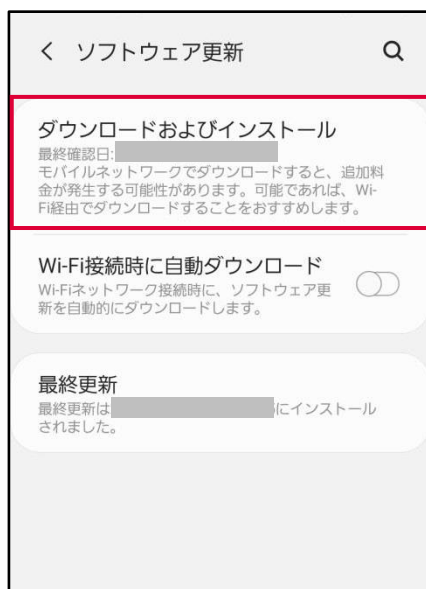 ソフトウェア更新
ダウンロードおよびインストール
最終確認日:
モバイルネットワークでダウンロードすると、追加料
金が発生する可能性があります。可能であれば、Wi-
Fi経由でダウンロードすることをおすすめします。
Wi-Fi接続時に自動ダウンロード
Wi-Fiネットワーク接続時に、ソフトウェア更
新を自動的にダウンロードします。
最終更新
最終更新は にインストール
されました。